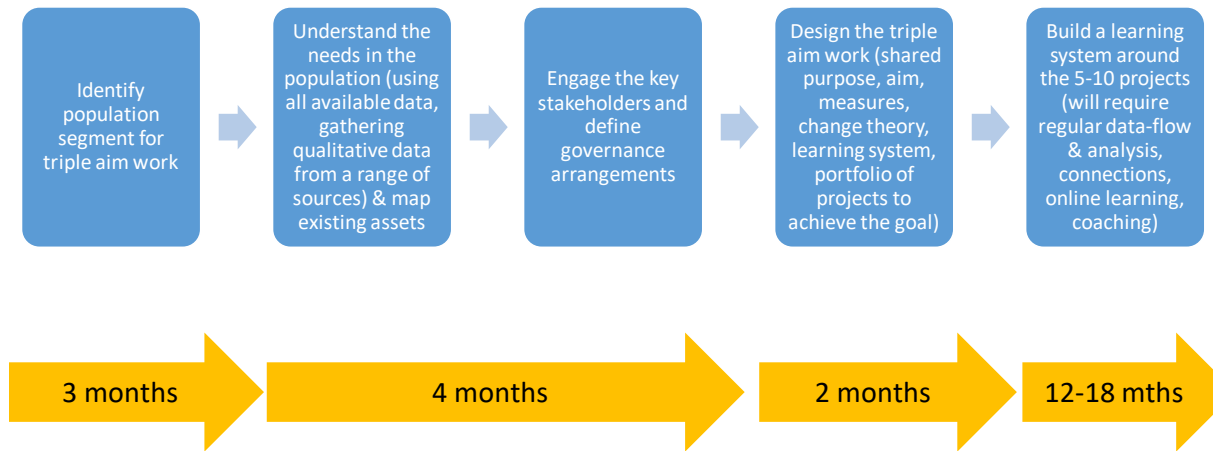 Identify
population
segment for
triple aim work
Understand the
needs in the
population (using
all available data,
gathering
qualitative data
from a range of
sources) & map
existing assets
Engage the key
stakeholders and
define
governance
arrangements
Design the triple
aim work (shared
purpose, aim,
measures,
change theory,
learning system,
portfolio of
projects to
achieve the goal)
Build a learning
system around
the 5-10 projects
(will require
regular data-flow
& analysis,
connections,
online learning,
coaching)
3 months
4 months
2 months
12-18 mths